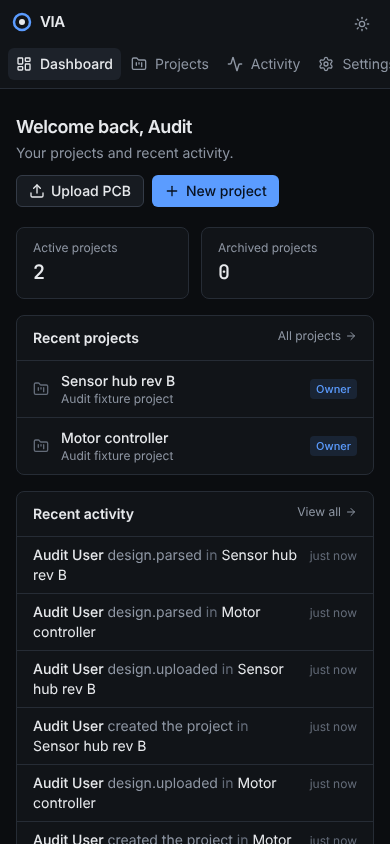 VIA
Dashboard Projects Activity Settings
Welcome back, Audit
Your projects and recent activity.
Upload PCB New project
Active projects Archived projects
2 0
Recent projects All projects →
Sensor hub rev B Owner
Audit fixture project
Motor controller Owner
Audit fixture project
Recent activity View all →
Audit User design.parsed in Sensor hub just now
rev B
Audit User design.parsed in Motor just now
controller
Audit User design.uploaded in Sensor just now
hub rev B
Audit User created the project in just now
Sensor hub rev B
Audit User design.uploaded in Motor just now
controller
Audit User created the project in Motor just now